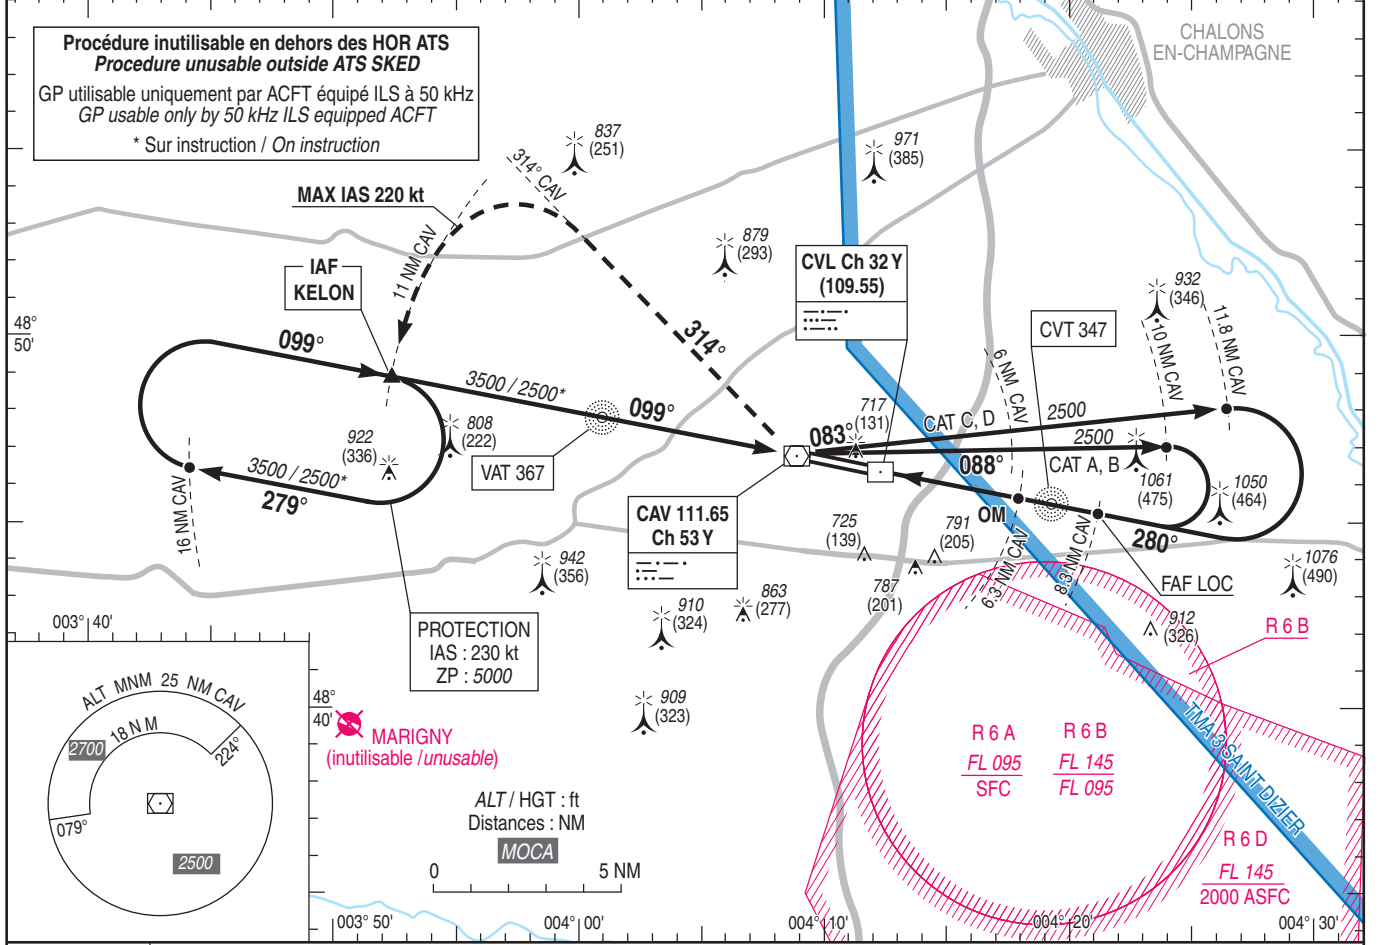 Procédure inutilisable en dehors des HOR ATS
Procedure unusable outside ATS SKED
GP utilisable uniquement par ACFT équipé ILS à 50 kHz
GP usable only by 50 kHz ILS equipped ACFT
* Sur instruction / On instruction
CHALONS
EN-CHAMPAGNE
837
(251)
971
(385)
314° CAV
MAX IAS 220 kt
11 NM CAV
879
(293)
IAF
KELON
CVL Ch 32 Y
(109.55)
932
(346)
11.8 NM CAV
10 NM CAV
CVT 347
6 NM CAV
48°
50'
099°
314°
3500 / 2500*
099°
717
(131)
083°
CAT C, D
2500
2500
088°
CAT A, B
808
(222)
922
(336)
VAT 367
3500 / 2500*
279°
16 NM CAV
1061
(475)
1050
(464)
CAV 111.65
Ch 53 Y
725
(139)
791
(205)
OM
280°
787
(201)
6.3 NM CAV
8.3 NM CAV
FAF LOC
1076
(490)
942
(356)
863
(277)
910
(324)
912
(326)
R 6 B
003° 40'
PROTECTION
IAS : 230 kt
ZP : 5000
909
(323)
48°
40'
MARIGNY
(inutilisable /unusable)
ALT MNM 25 NM CAV
18 N M
2700
224°
079°
2500
ALT / HGT : ft
Distances : NM
MOCA
0 5 NM
R 6 A
FL 095
SFC
R 6 B
FL 145
FL 095
TMA 3 SAINT DIZIER
R 6 D
FL 145
2000 ASFC
003° 50'
004° 00'
004° 10'
004° 20'
004° 30'